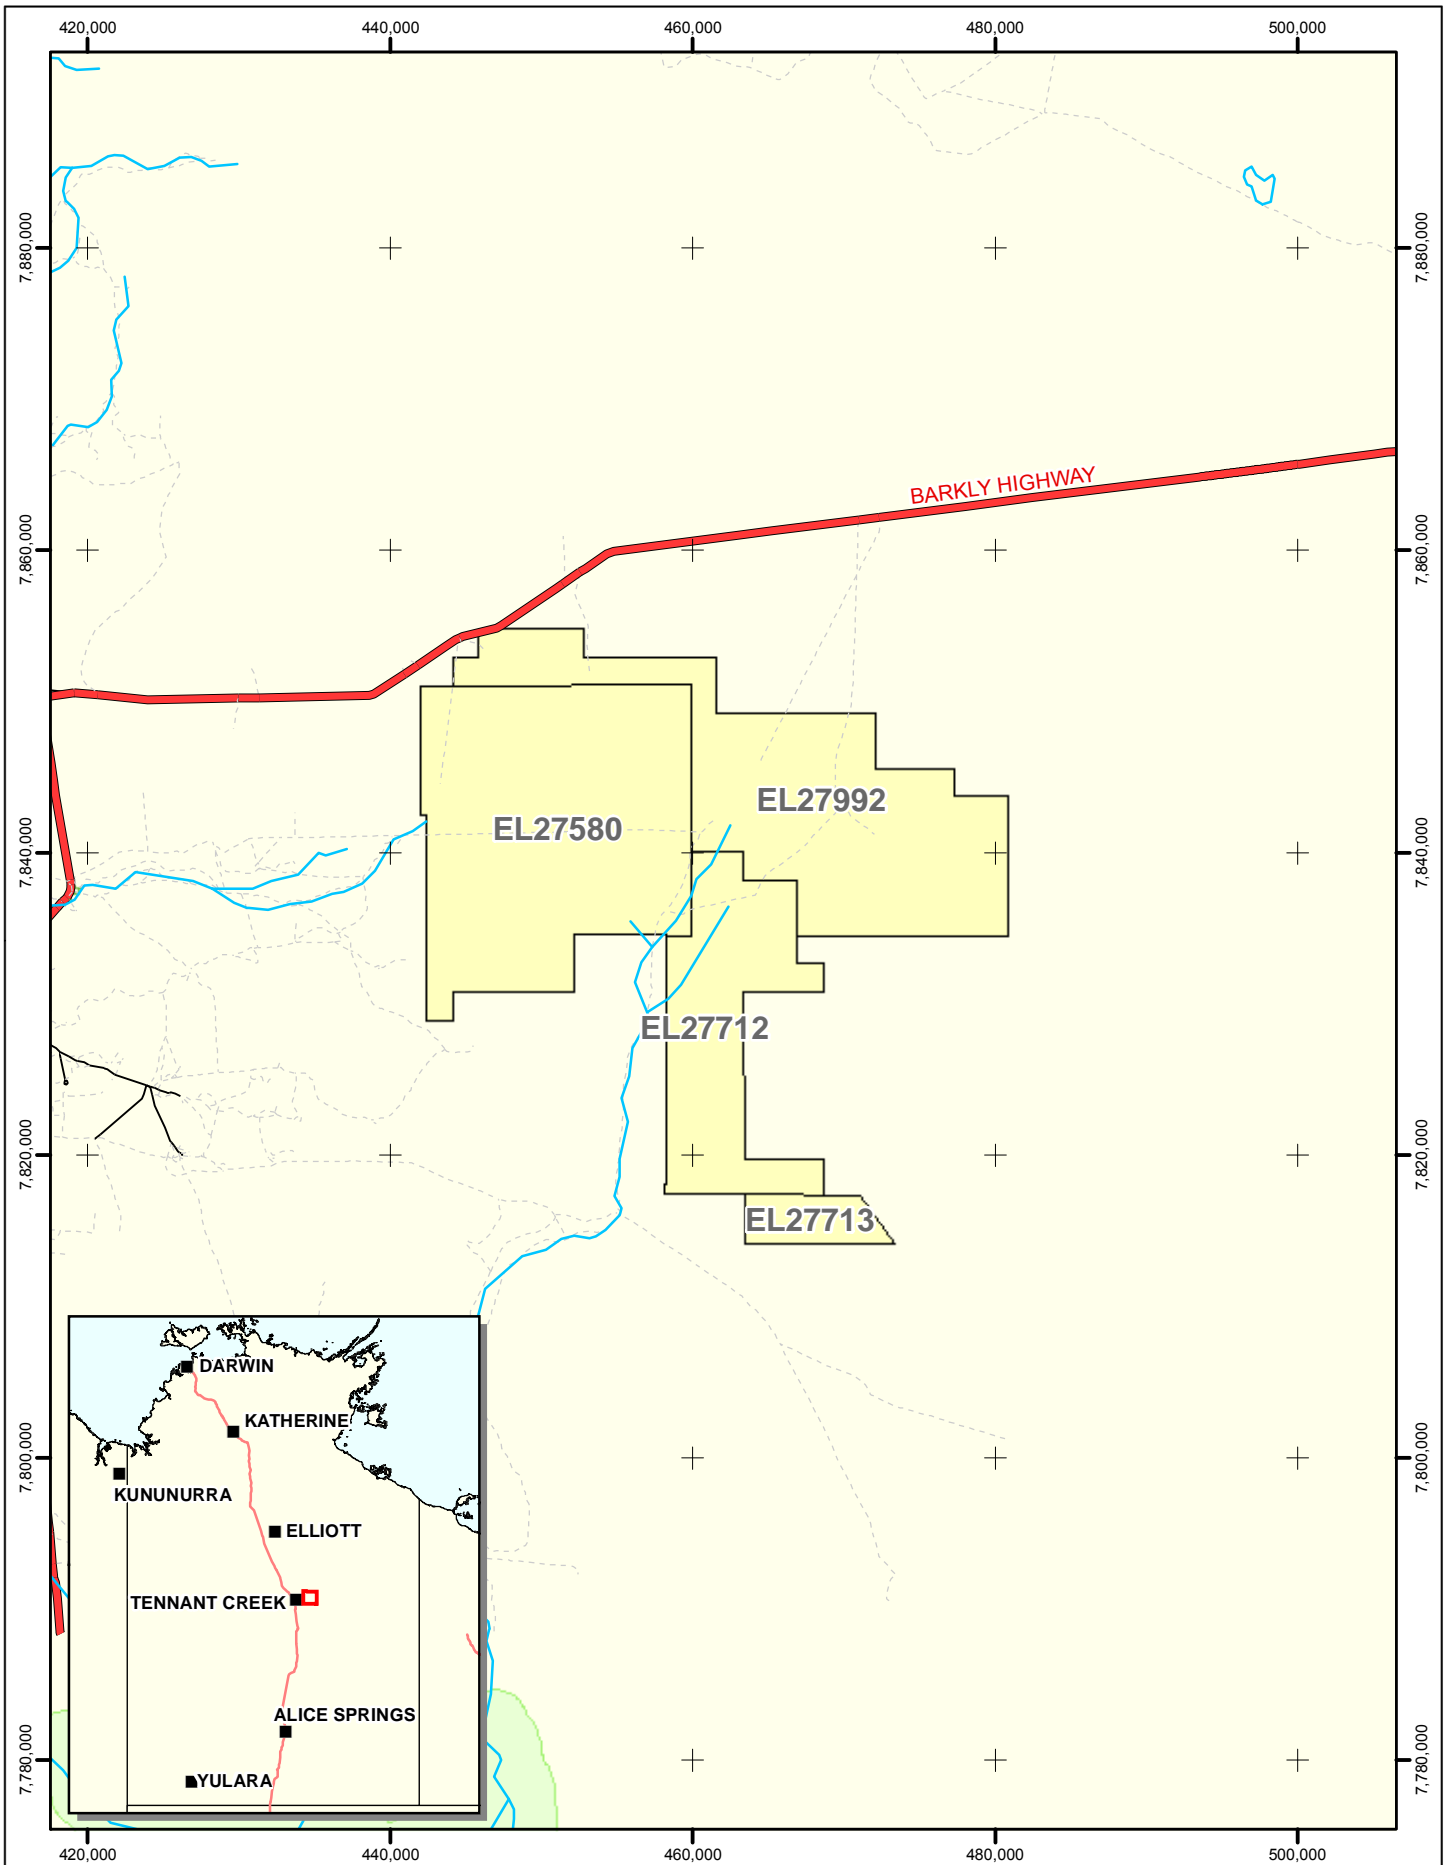 420,000 440,000 460,000 480,000 500,000
7,880,000 7,880,000
BARKLY HIGHWAY
7,860,000 7,860,000
EL27992
EL27580
7,840,000 7,840,000
EL27712
7,820,000 7,820,000
EL27713
DARWIN
KATHERINE
7,800,000 7,800,000
KUNUNURRA
ELLIOTT
TENNANT CREEK
ALICE SPRINGS
7,780,000 7,780,000
YULARA
420,000 440,000 460,000 480,000 500,000